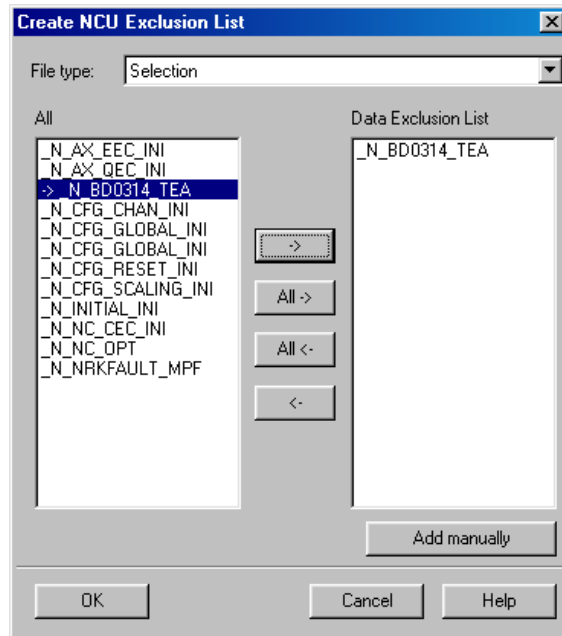 Create NCU Exclusion List
File type: Selection
All
_N_AX_EEC_INI
_N_AX_QEC_INI
-> _N_BD0314_TEA
_N_CFG_CHAN_INI
_N_CFG_GLOBAL_INI
_N_CFG_GLOBAL_INI
_N_CFG_RESET_INI
_N_CFG_SCALING_INI
_N_INITIAL_INI
_N_NC_CEC_INI
_N_NC_OPT
_N_NRKFAULT_MPF
->
All ->
All <-
<-
Data Exclusion List
_N_BD0314_TEA
Add manually
OK
Cancel
Help